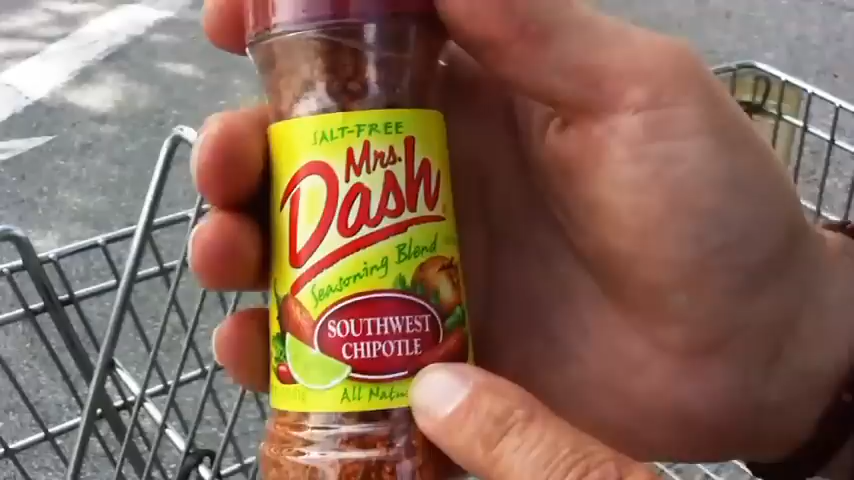 SALT-FREE
Mrs.
Dash
Seasoning Blend
SOUTHWEST
CHIPOTLE
All Natu